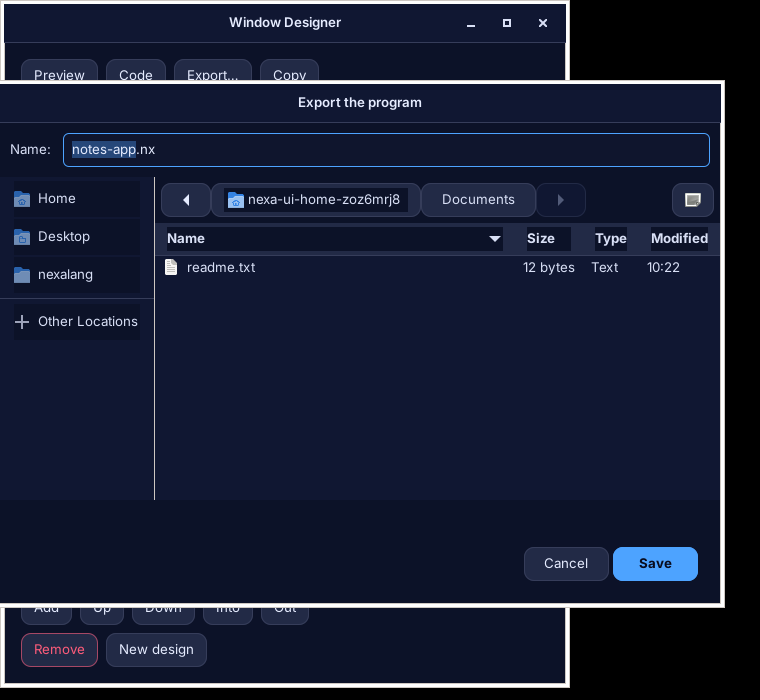 Window Designer
Preview Code Export... Copy
Export the program
Name: notes-app.nx
Home
Desktop
nexalang
Other Locations
nexa-ui-home-zoz6mrj8 Documents
Name Size Type Modified
readme.txt 12 bytes Text 10:22
Cancel Save
Add Up Down Into Out
Remove New design